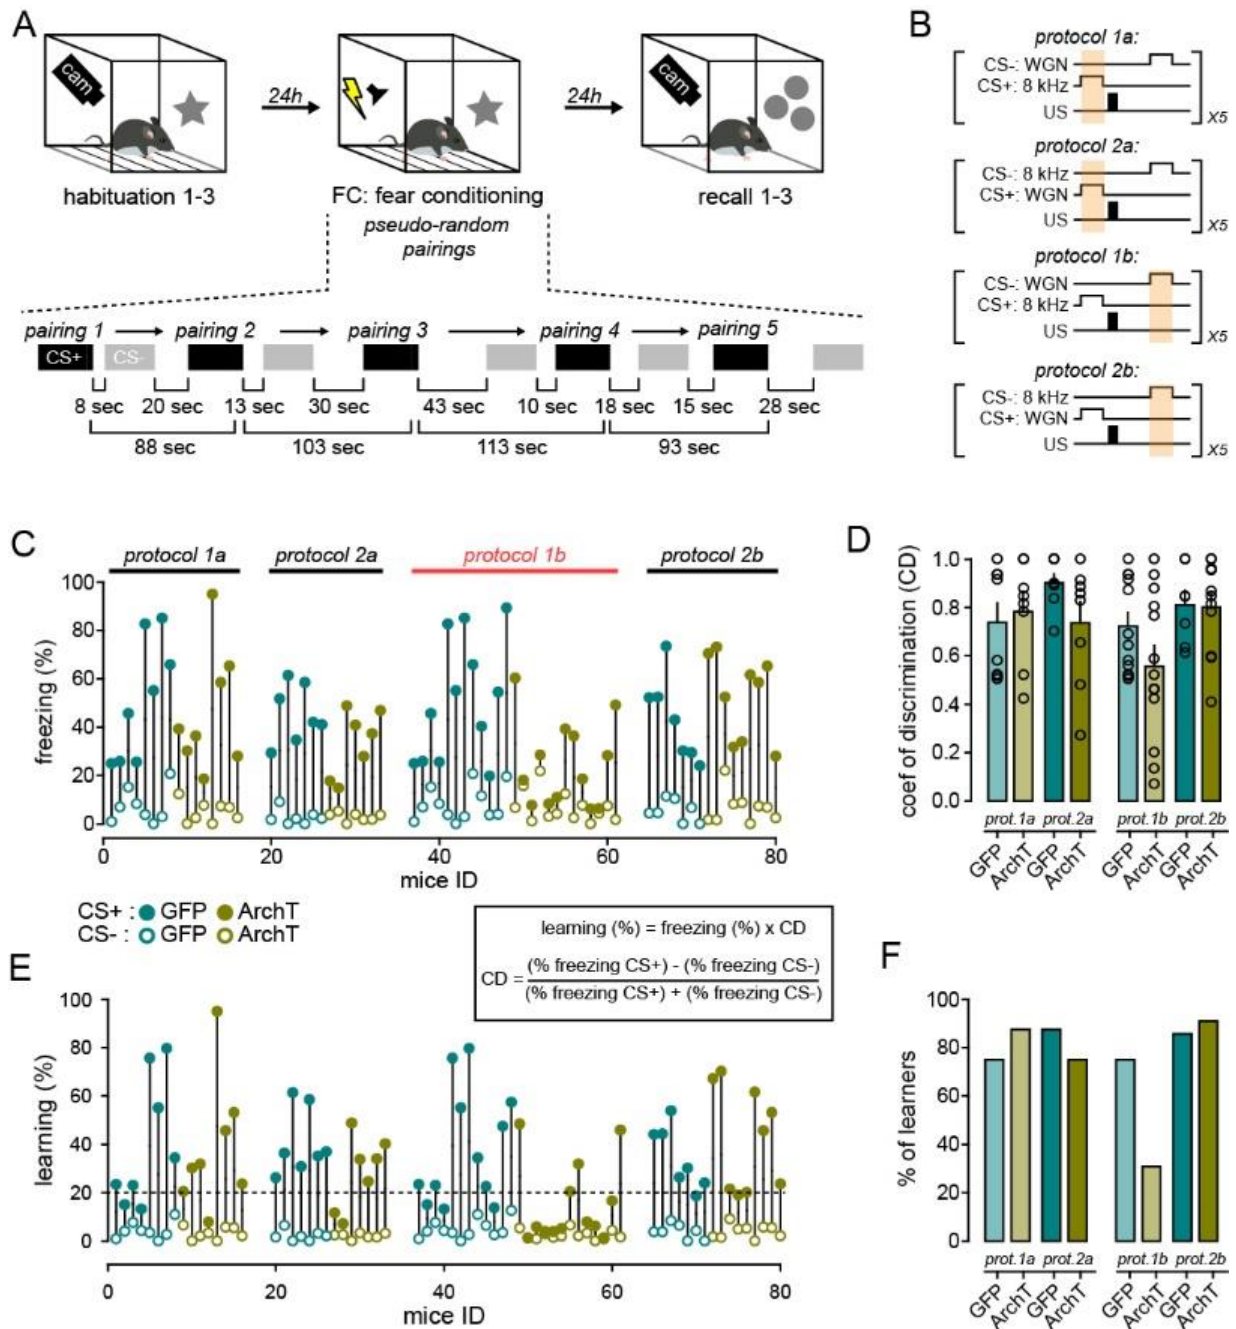 A
cam
24h
24h
cam
habituation 1-3
FC: fear conditioning
recall 1-3
pseudo-random
pairings
pairing 1
pairing 2
pairing 3
pairing 4
pairing 5
CS+
CS-
8 sec
20 sec
13 sec
30 sec
43 sec
10 sec
18 sec
15 sec
28 sec
88 sec
103 sec
113 sec
93 sec
B
protocol 1a:
CS-: WGN
CS+: 8 kHz
US
X5
protocol 2a:
CS-: 8 kHz
CS+: WGN
US
X5
protocol 1b:
CS-: WGN
CS+: 8 kHz
US
X5
protocol 2b:
CS-: 8 kHz
CS+: WGN
US
X5
C
protocol 1a
protocol 2a
protocol 1b
protocol 2b
freezing (%)
100
80
60
40
20
0
0
20
40
60
80
mice ID
CS+ : GFP ArchT
CS- : GFP ArchT
D
coef of discrimination (CD)
1.0
0.8
0.6
0.4
0.2
0.0
prot.1a
prot.2a
prot.1b
prot.2b
GFP
ArchT
GFP
ArchT
GFP
ArchT
GFP
ArchT
learning (%) = freezing (%) x CD
CD = (% freezing CS+) - (% freezing CS-)
(% freezing CS+) + (% freezing CS-)
E
learning (%)
100
80
60
40
20
0
0
20
40
60
80
mice ID
F
% of learners
100
80
60
40
20
0
prot.1a
prot.2a
prot.1b
prot.2b
GFP
ArchT
GFP
ArchT
GFP
ArchT
GFP
ArchT